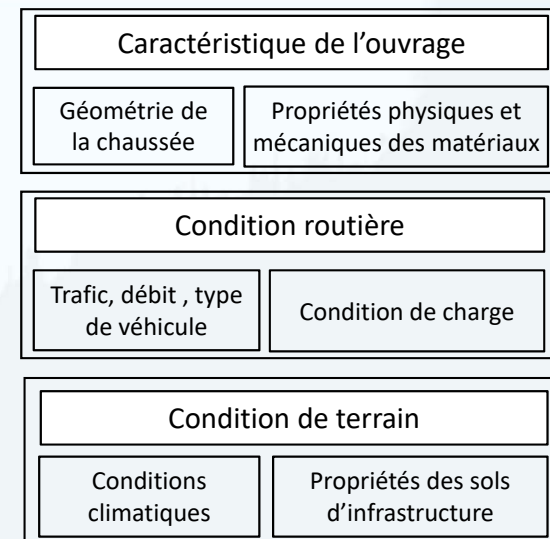 Caractéristique de l'ouvrage
Géométrie de
la chaussée
Propriétés physiques et
mécaniques des matériaux
Condition routière
Trafic, débit , type
de véhicule
Condition de charge
Condition de terrain
Conditions
climatiques
Propriétés des sols
d'infrastructure